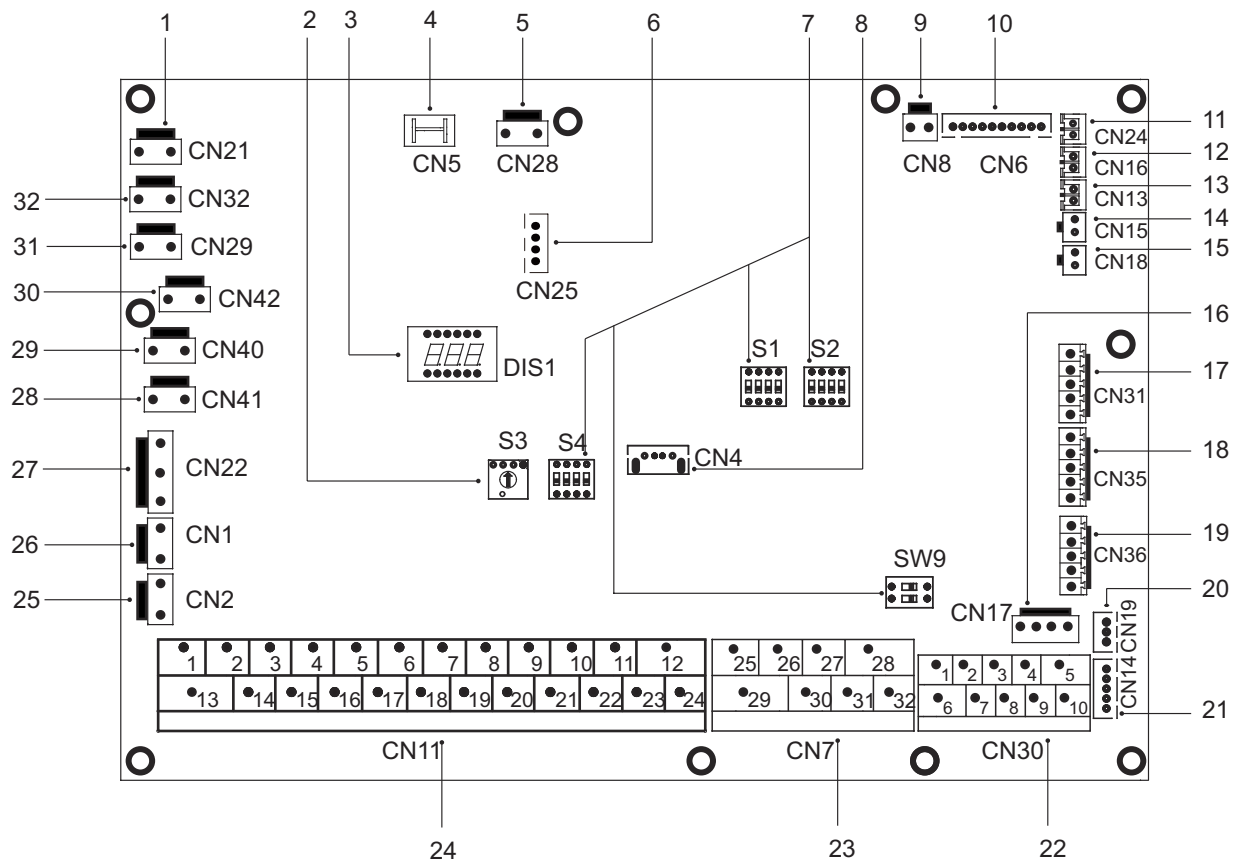 1 2 3 4 5 6 7 8 9 10
11
CN21
CN5
CN28
CN8
CN6
CN24
12
CN16
13
32
CN32
CN13
14
CN15
31
CN29
15
CN18
CN25
30
CN42
16
29
CN40
DIS1
S1
S2
17
CN31
28
CN41
S3
S4
CN4
18
CN35
27
CN22
26
CN1
19
CN36
SW9
25
CN2
CN17
20
CN19
1 2 3 4 5 6 7 8 9 10 11 12
25 26 27 28
1 2 3 4 5
CN14
13 14 15 16 17 18 19 20 21 22 23 24
29 30 31 32
6 7 8 9 10
21
CN11
CN7
CN30
24
23
22